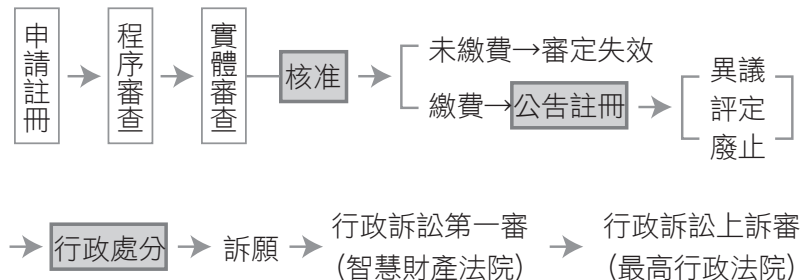 申請註冊
程序審查
實體審查
核准
未繳費→審定失效
繳費→公告註冊
異議
評定
廢止
行政處分
訴願
行政訴訟第一審
(智慧財產法院)
行政訴訟上訴審
(最高行政法院)